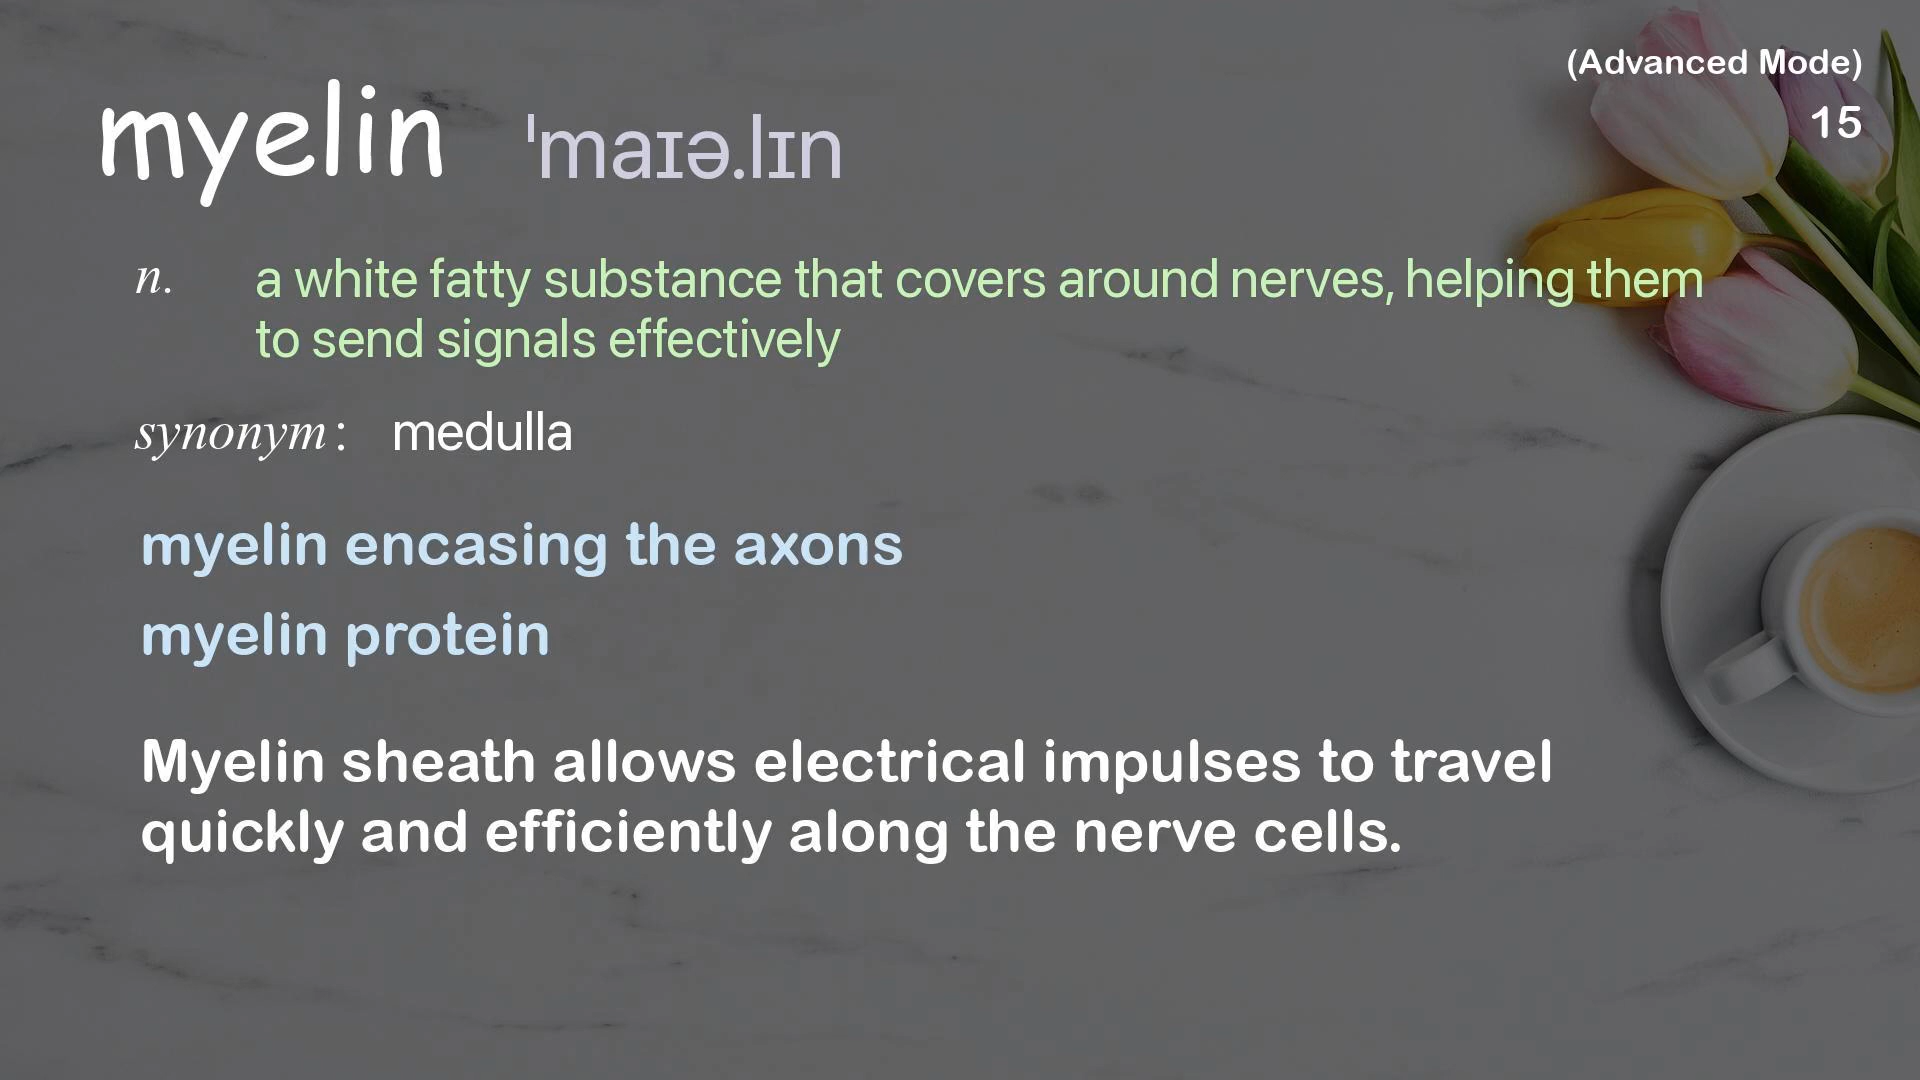 (Advanced Mode)
15
myelin ˈmaɪə.lɪn
n. a white fatty substance that covers around nerves, helping them
to send signals effectively
synonym: medulla
myelin encasing the axons
myelin protein
Myelin sheath allows electrical impulses to travel
quickly and efficiently along the nerve cells.